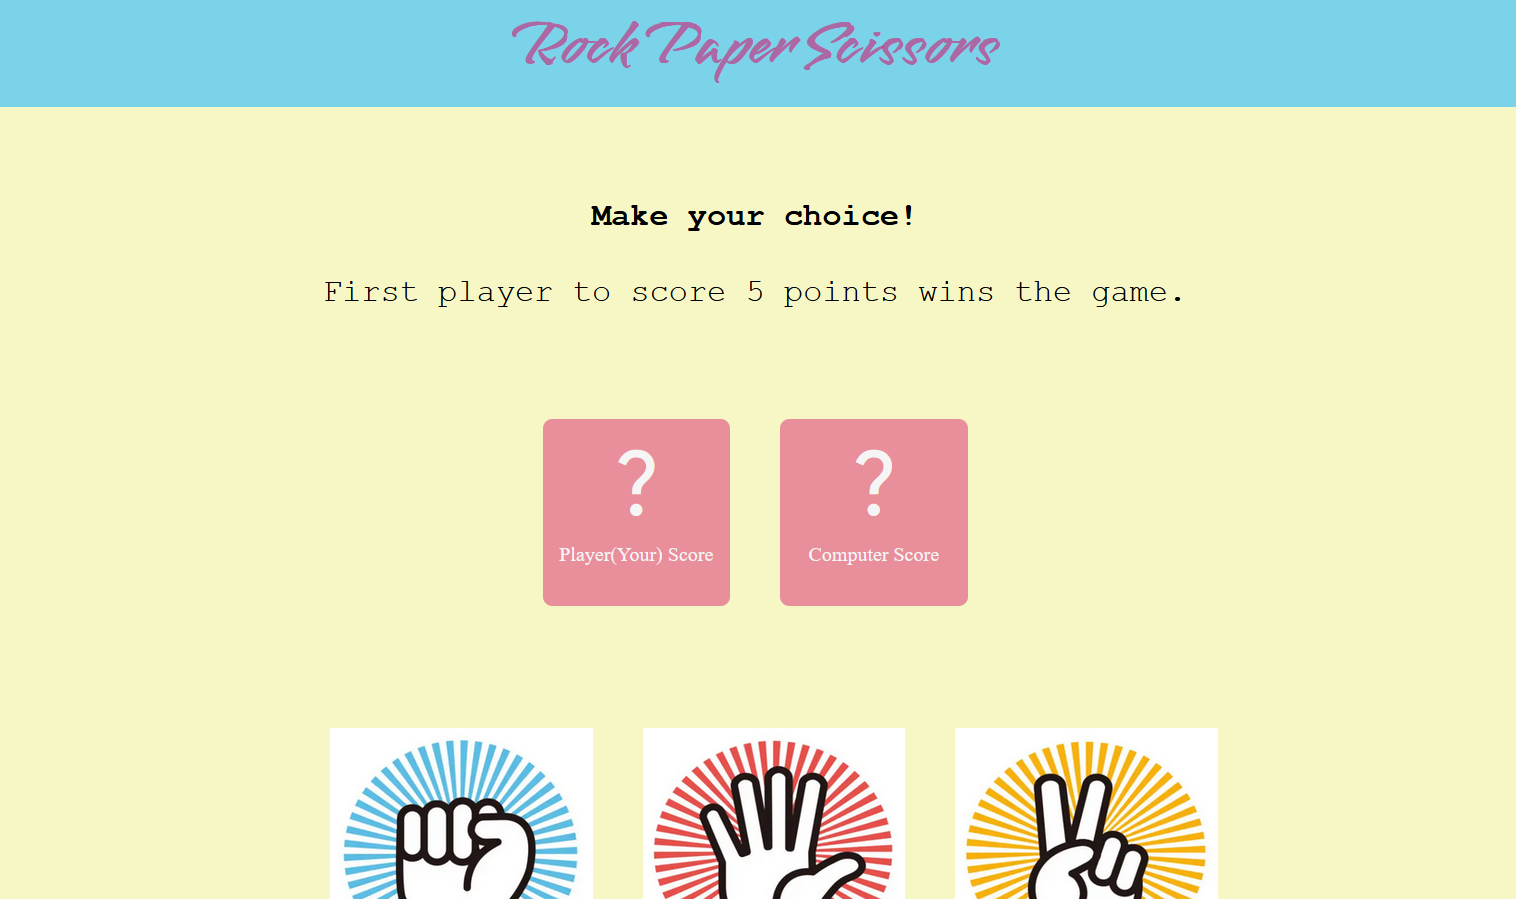 Rock Paper Scissors
Make your choice!
First player to score 5 points wins the game.
? ?
Player(Your) Score Computer Score